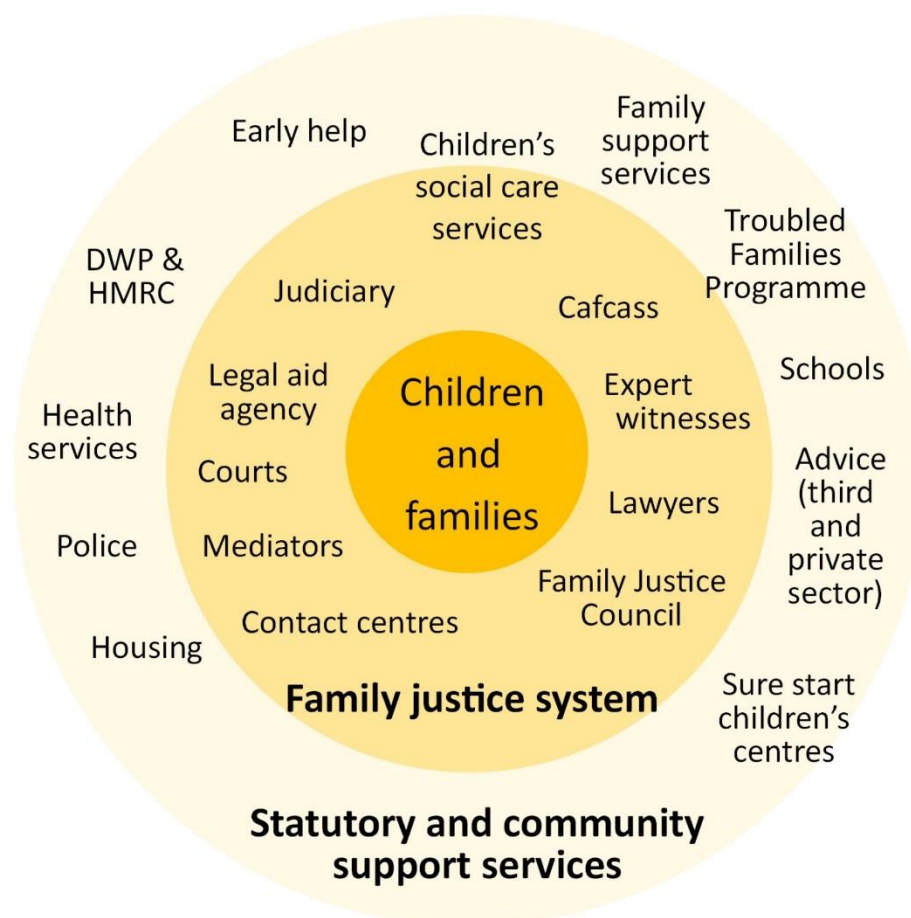 Early help
Children’s
social care
services
Family
support
services
Troubled
Families
Programme
DWP &
HMRC
Judiciary
Cafcass
Schools
Legal aid
agency
Children
and
families
Expert
witnesses
Health
services
Courts
Lawyers
Advice
(third
and
private
sector)
Police
Mediators
Family Justice
Council
Housing
Contact centres
Family justice system
Sure start
children’s
centres
Statutory and community
support services